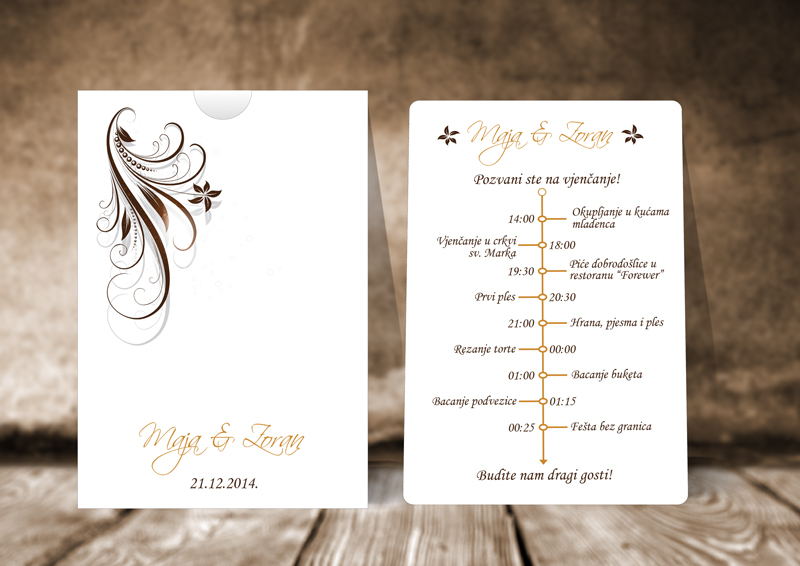 Maja & Zoran
21.12.2014.
Maja & Zoran
Pozvani ste na vjenčanje!
14:00
Okupljanje u kućama
mladenca
Vjenčanje u crkvi
sv. Marka
18:00
19:30
Piće dobrodošlice u
restoranu “Forewer”
Prvi ples
20:30
21:00
Hrana, pjesma i ples
Rezanje torte
00:00
01:00
Bacanje buketa
Bacanje podvezice
01:15
00:25
Fešta bez granica
Budite nam dragi gosti!